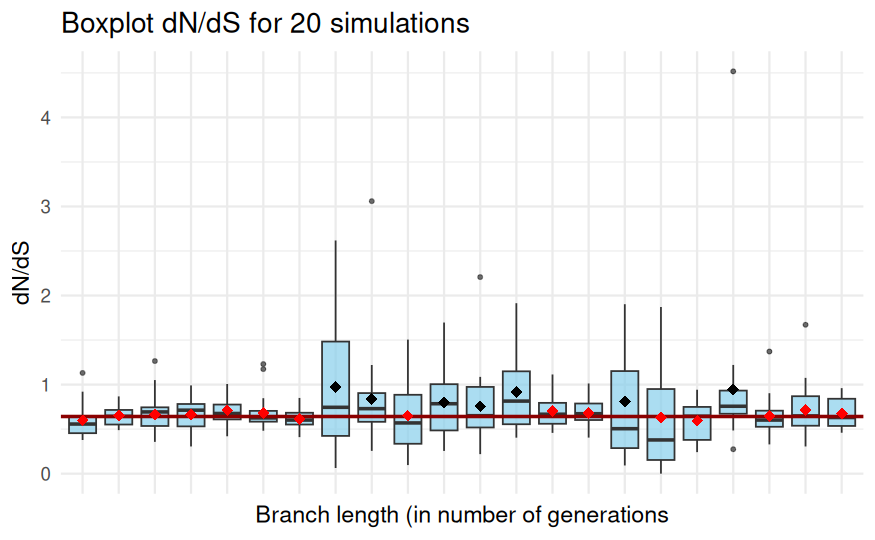 Boxplot dN/dS for 20 simulations
4
3
2
1
0
dN/dS
Branch length (in number of generations